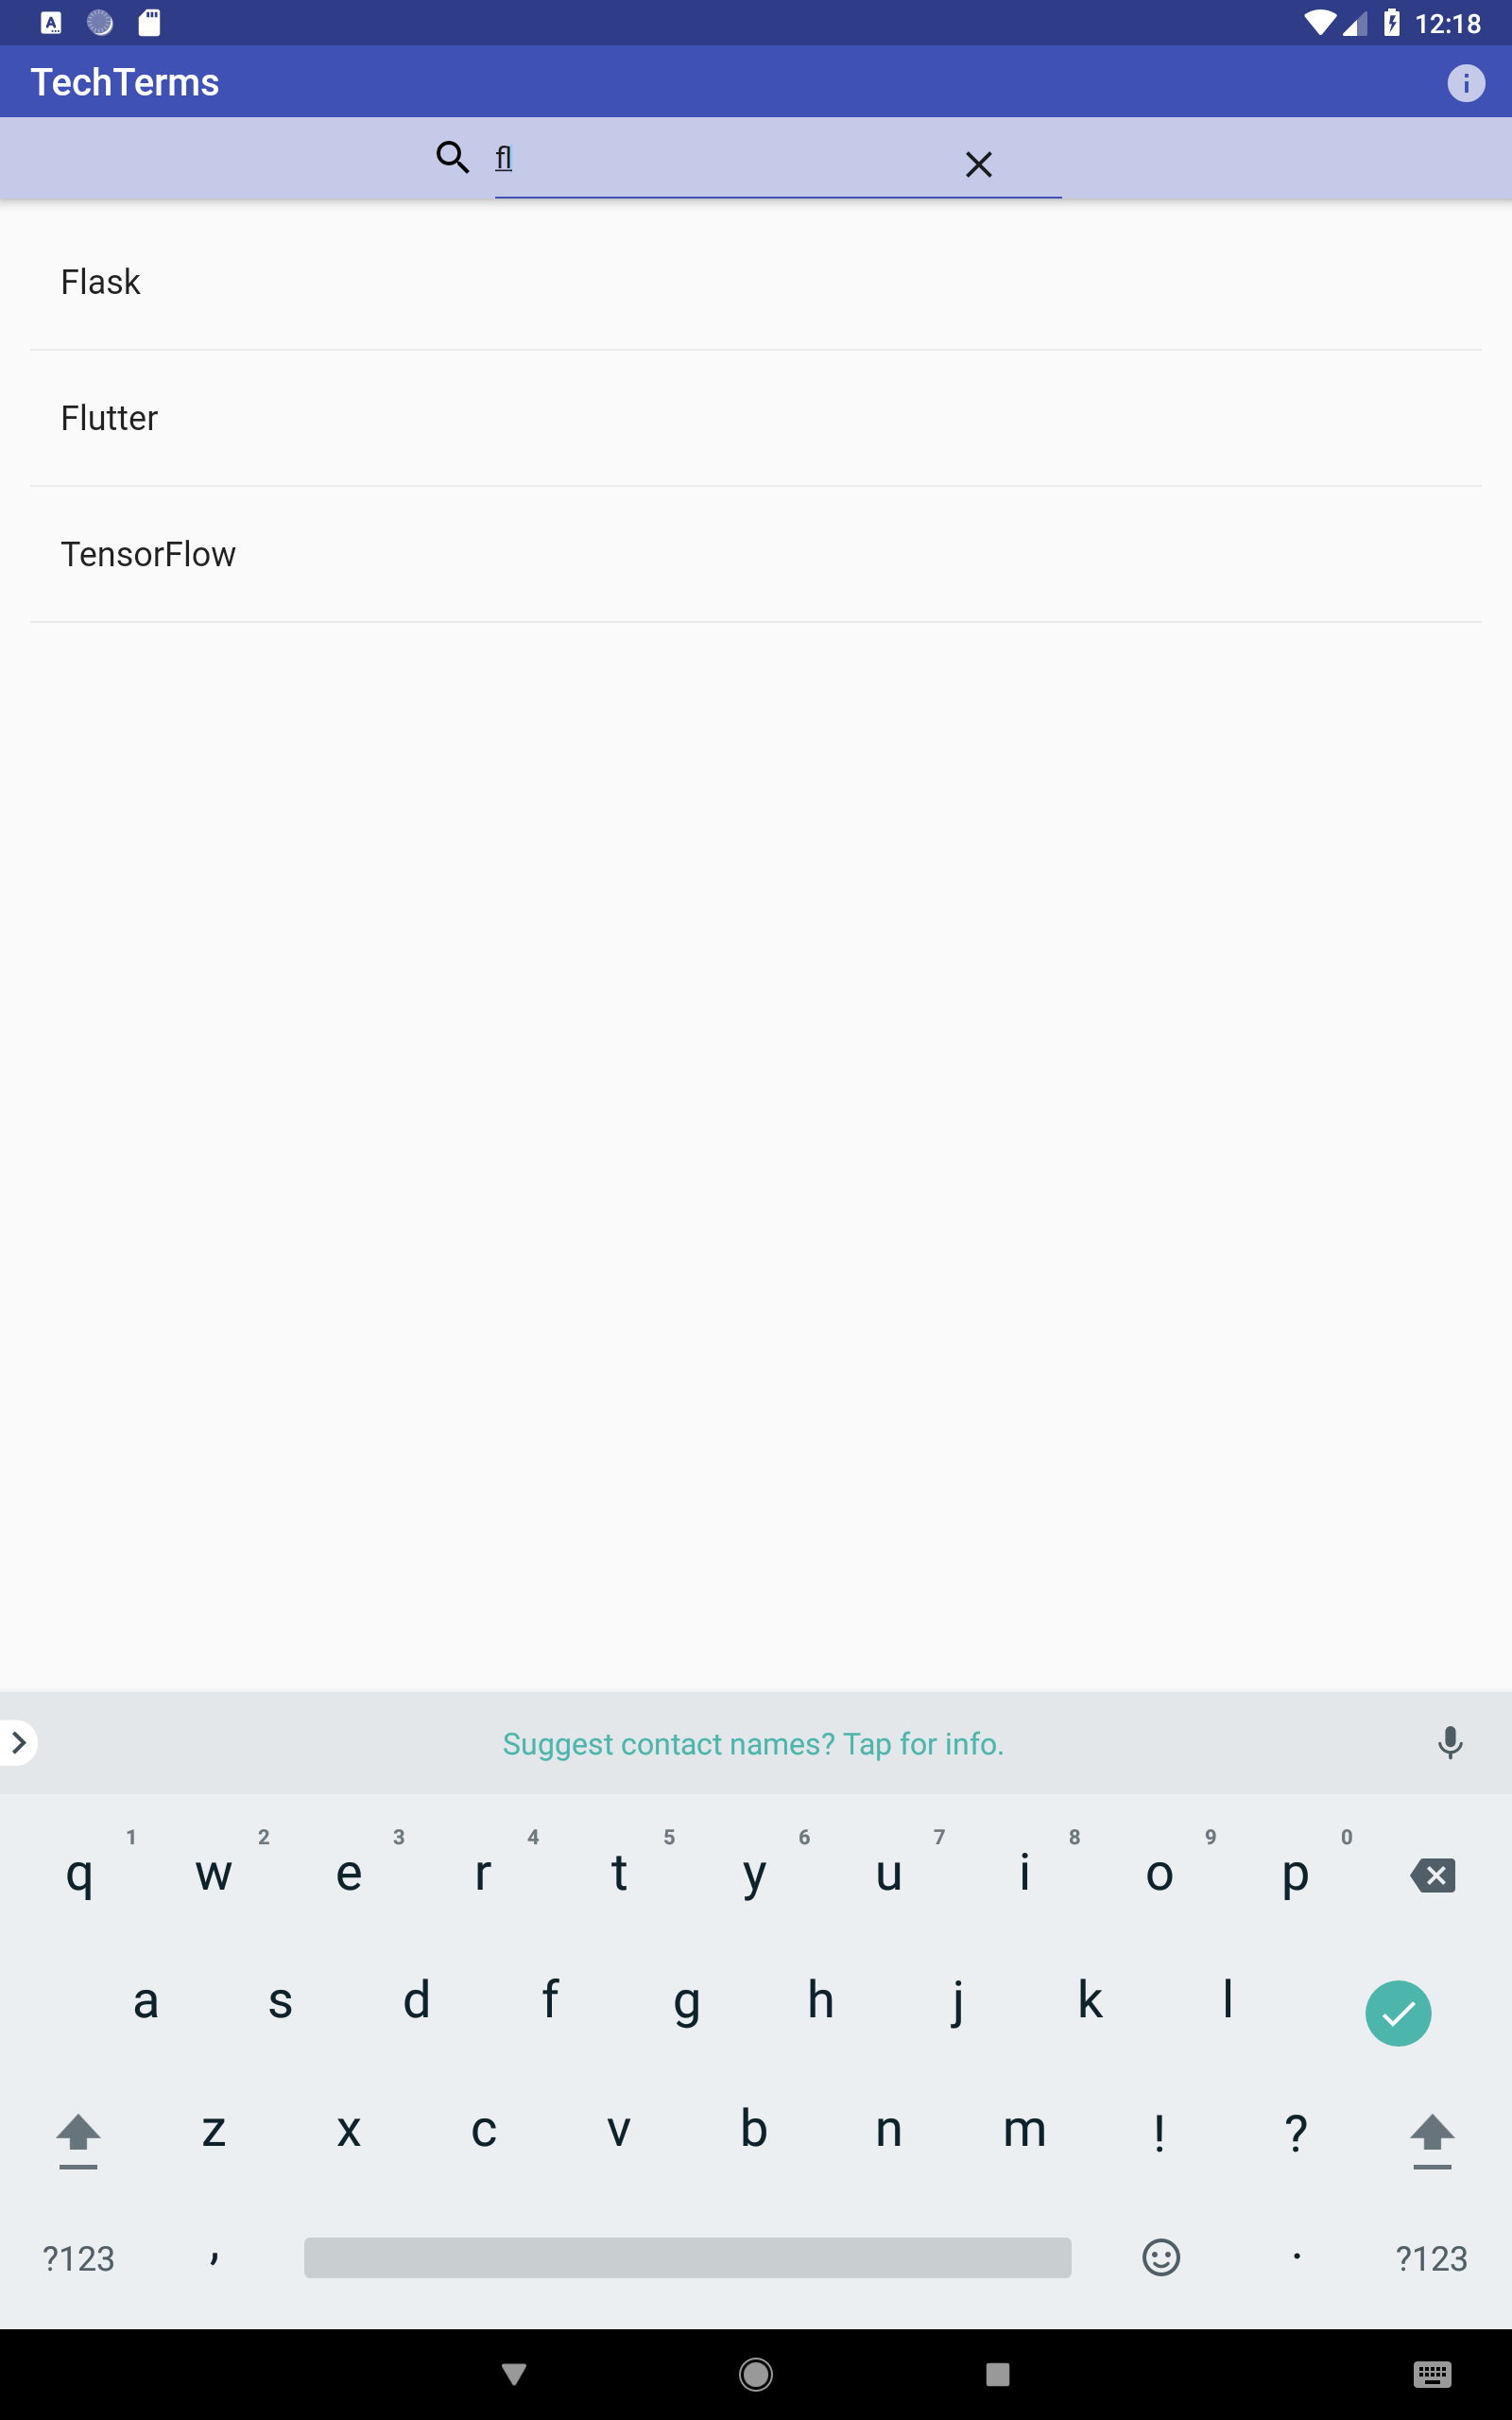 12:18
TechTerms
fl
Flask
Flutter
TensorFlow
Suggest contact names? Tap for info.
1 2 3 4 5 6 7 8 9 0
q w e r t y u i o p
a s d f g h j k l
z x c v b n m ! ?
?123 , . ?123